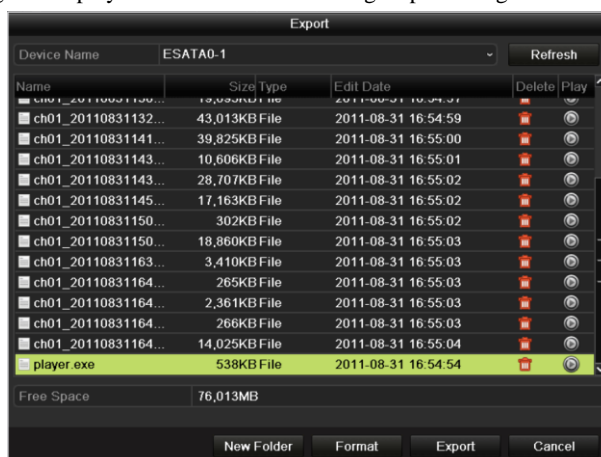 Export
Device Name ESATA0-1 Refresh
Name Size Type Edit Date Delete Play
ch01_20110831132... 43,013KB File 2011-08-31 16:54:59
ch01_20110831141... 39,825KB File 2011-08-31 16:55:00
ch01_20110831143... 10,606KB File 2011-08-31 16:55:01
ch01_20110831143... 28,707KB File 2011-08-31 16:55:02
ch01_20110831145... 17,163KB File 2011-08-31 16:55:02
ch01_20110831150... 302KB File 2011-08-31 16:55:02
ch01_20110831150... 18,860KB File 2011-08-31 16:55:03
ch01_20110831163... 3,410KB File 2011-08-31 16:55:03
ch01_20110831164... 265KB File 2011-08-31 16:55:03
ch01_20110831164... 2,361KB File 2011-08-31 16:55:03
ch01_20110831164... 266KB File 2011-08-31 16:55:03
ch01_20110831164... 14,025KB File 2011-08-31 16:55:04
player.exe 538KB File 2011-08-31 16:54:54
Free Space 76,013MB
New Folder Format Export Cancel